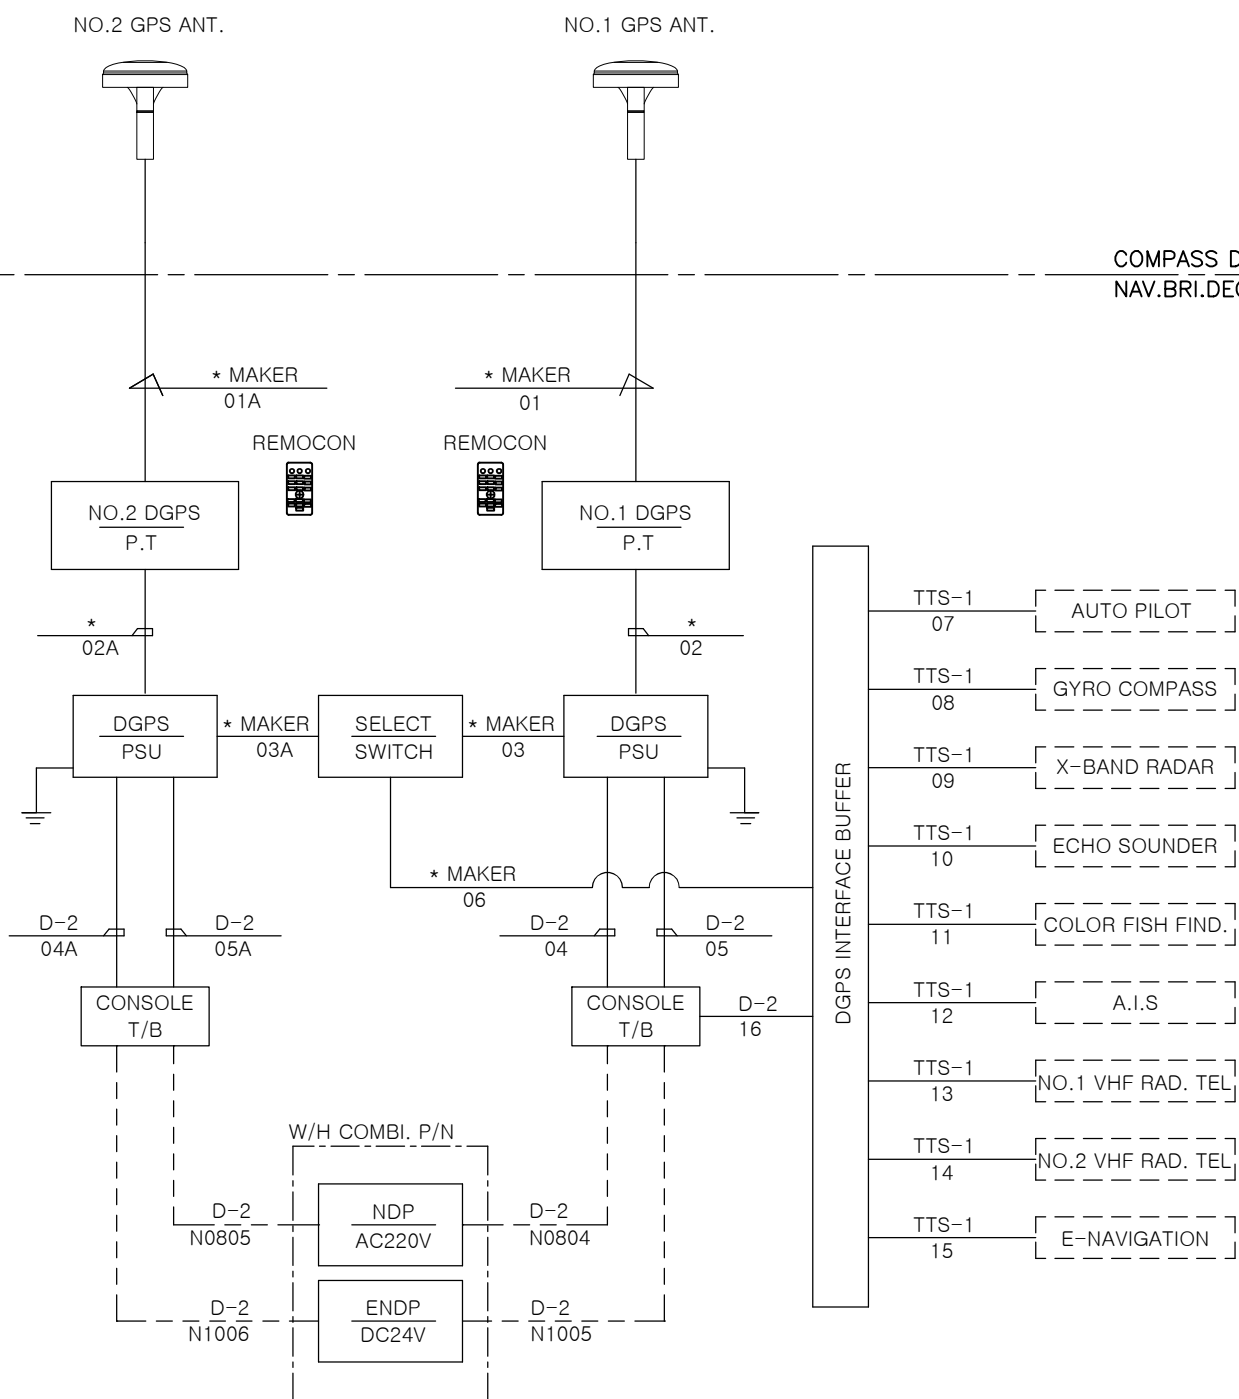 NO.2 GPS ANT.
NO.1 GPS ANT.
COMPASS D
NAV.BRI.DEC
* MAKER
01A
* MAKER
01
REMOCON
REMOCON
NO.2 DGPS
P.T
NO.1 DGPS
P.T
*
02A
*
02
DGPS
PSU
* MAKER
03A
SELECT
SWITCH
* MAKER
03
DGPS
PSU
* MAKER
06
D-2
04A
D-2
05A
D-2
04
D-2
05
CONSOLE
T/B
CONSOLE
T/B
D-2
16
DGPS INTERFACE BUFFER
TTS-1
07
AUTO PILOT
TTS-1
08
GYRO COMPASS
TTS-1
09
X-BAND RADAR
TTS-1
10
ECHO SOUNDER
TTS-1
11
COLOR FISH FIND.
TTS-1
12
A.I.S
TTS-1
13
NO.1 VHF RAD. TEL
TTS-1
14
NO.2 VHF RAD. TEL
TTS-1
15
E-NAVIGATION
W/H COMBI. P/N
D-2
N0805
NDP
AC220V
D-2
N0804
D-2
N1006
ENDP
DC24V
D-2
N1005